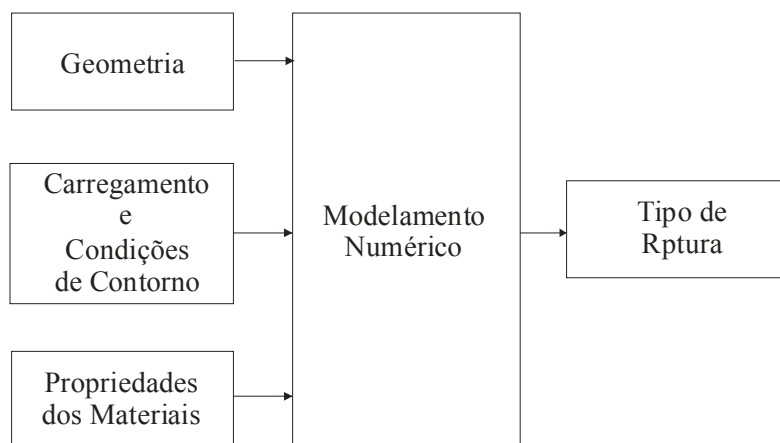 Geometria
Carregamento
e
Condições
de Contorno
Propriedades
dos Materiais
Modelamento
Numérico
Tipo de
Rptura